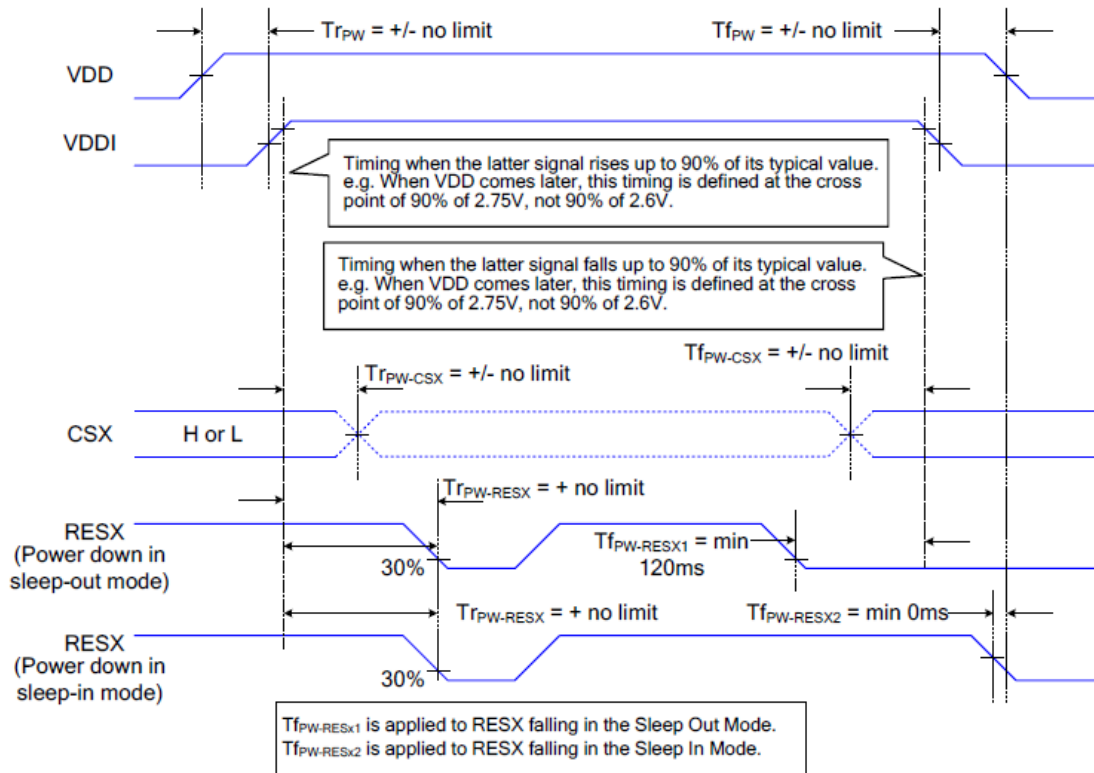 TrPW = +/- no limit
TfPW = +/- no limit
VDD
VDDI
Timing when the latter signal rises up to 90% of its typical value.
e.g. When VDD comes later, this timing is defined at the cross
point of 90% of 2.75V, not 90% of 2.6V.
Timing when the latter signal falls up to 90% of its typical value.
e.g. When VDD comes later, this timing is defined at the cross
point of 90% of 2.75V, not 90% of 2.6V.
TfPW-CSX = +/- no limit
TrPW-CSX = +/- no limit
CSX
H or L
TrPW-RESX = + no limit
RESX
(Power down in
sleep-out mode)
30%
TfPW-RESX1 = min
120ms
TrPW-RESX = + no limit
TfPW-RESX2 = min 0ms
RESX
(Power down in
sleep-in mode)
30%
TfPW-RESx1 is applied to RESX falling in the Sleep Out Mode.
TfPW-RESx2 is applied to RESX falling in the Sleep In Mode.